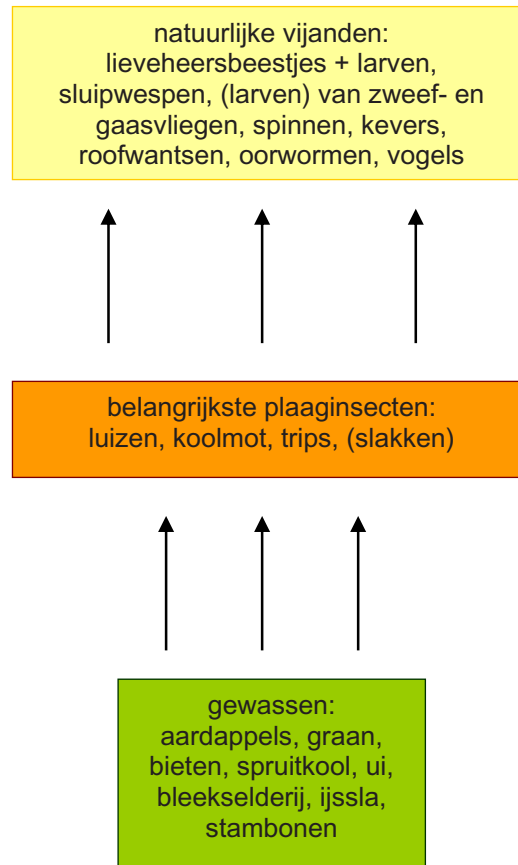 natuurlijke vijanden:
lieveheersbeestjes + larven,
sluipwespen, (larven) van zweef- en
gaasvliegen, spinnen, kevers,
roofwantsen, oorwormen, vogels
belangrijkste plaaginsecten:
luizen, koolmot, trips, (slakken)
gewassen:
aardappels, graan,
bieten, spruitkool, ui,
bleekselderij, ijssla,
stambonen